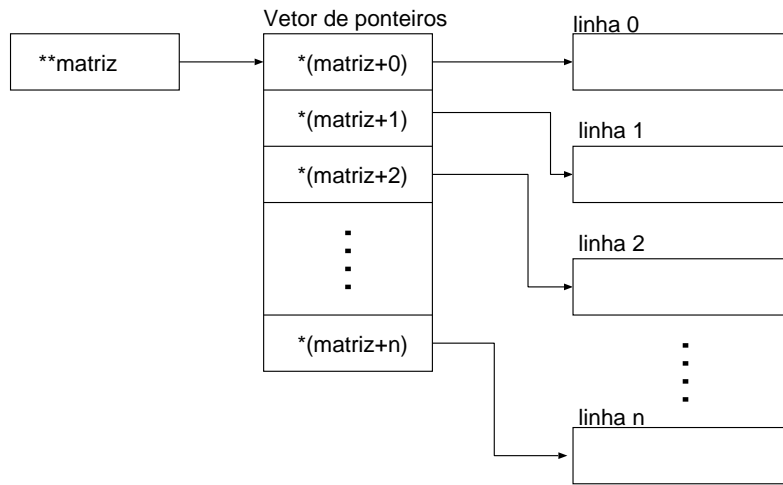 Vetor de ponteiros
linha 0
**matriz
*(matriz+0)
*(matriz+1)
linha 1
*(matriz+2)
linha 2
*(matriz+n)
linha n